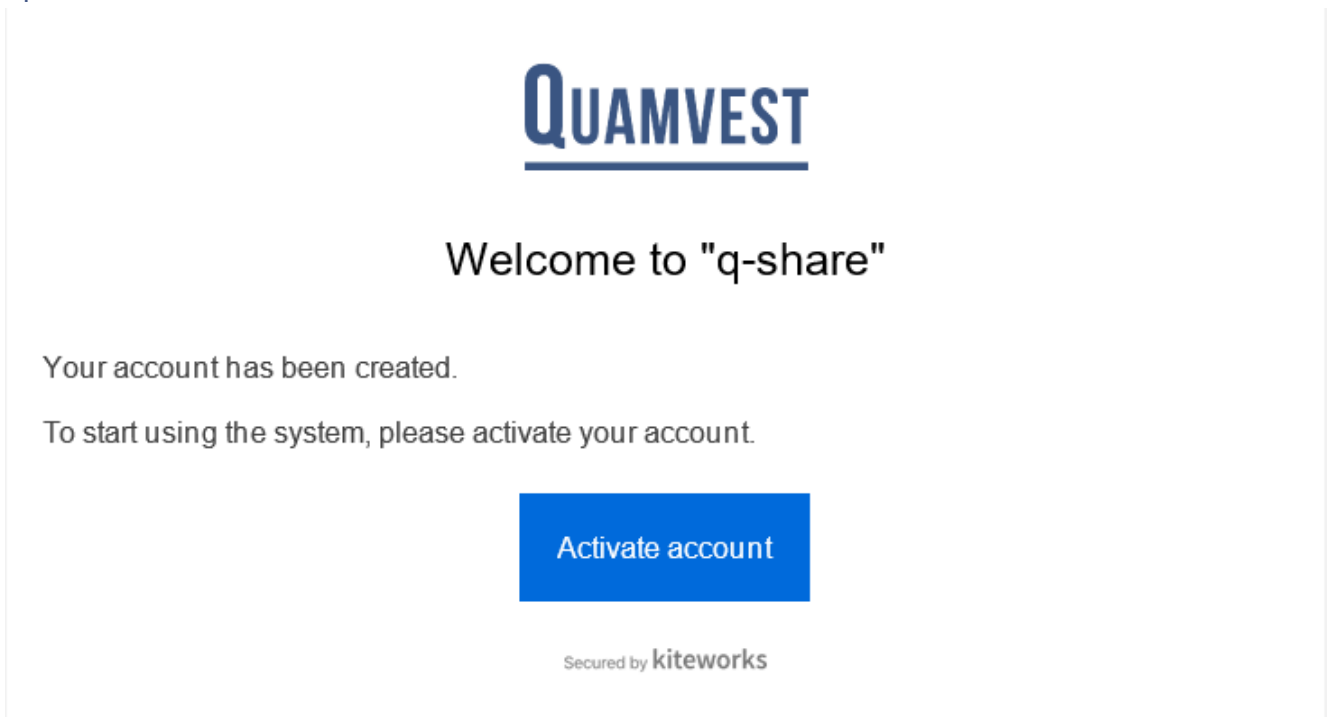 QUAMVEST
Welcome to "q-share"
Your account has been created.
To start using the system, please activate your account.
Activate account
Secured by kiteworks